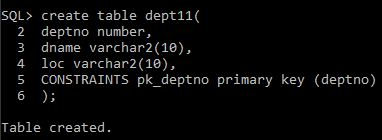 SQL> create table dept11(
  2  deptno number,
  3  dname varchar2(10),
  4  loc varchar2(10),
  5  CONSTRAINTS pk_deptno primary key (deptno)
  6  );
Table created.